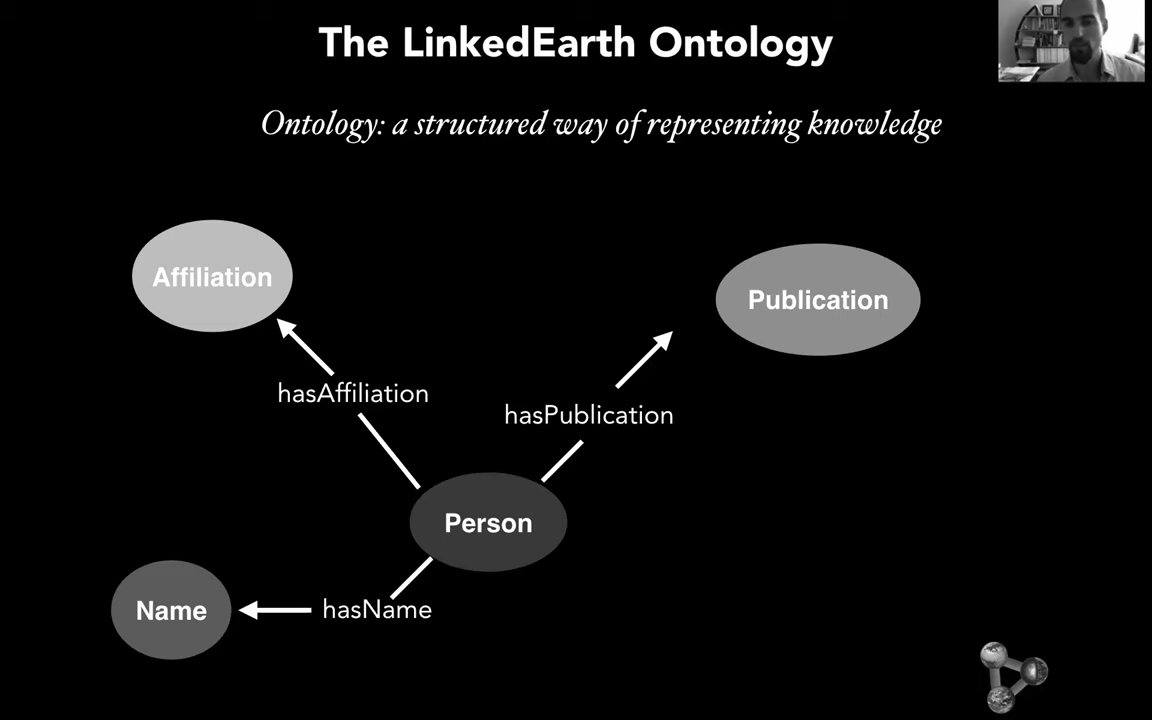 The LinkedEarth Ontology
Ontology: a structured way of representing knowledge
Affiliation
Publication
hasAffiliation
hasPublication
Person
Name
hasName